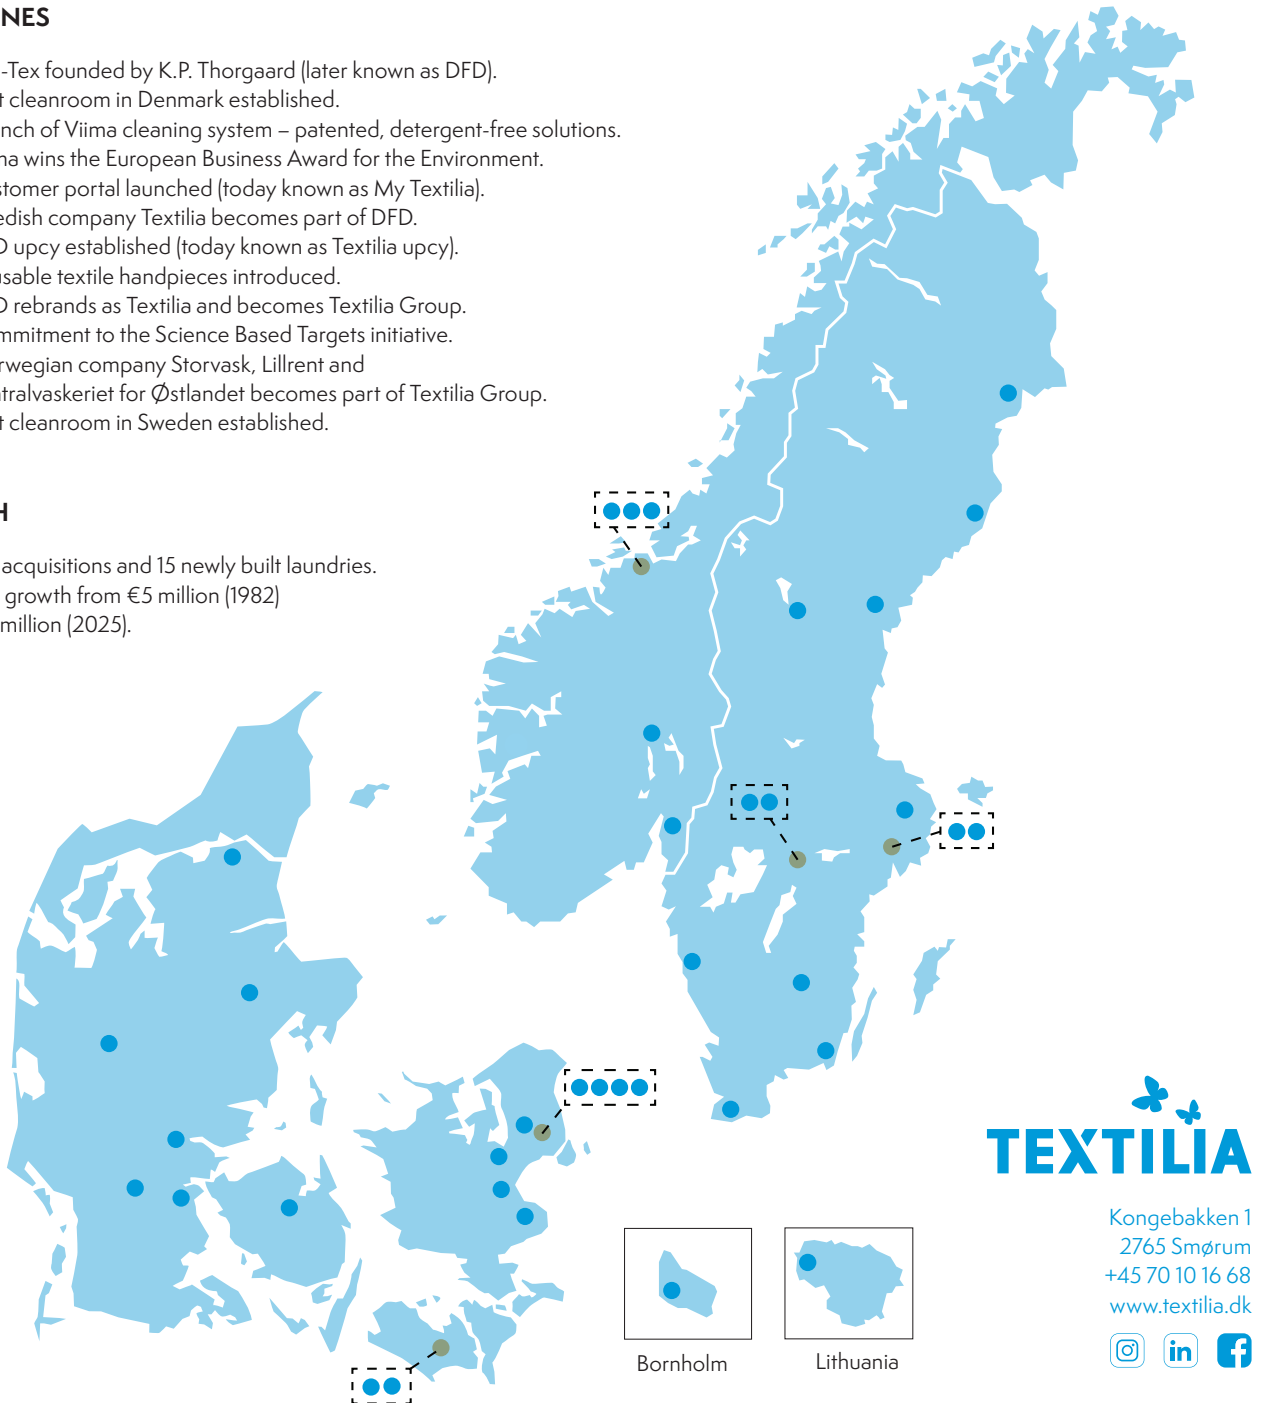 NES
-Tex founded by K.P. Thorgaard (later known as DFD).
t cleanroom in Denmark established.
nch of Viima cleaning system – patented, detergent-free solutions.
na wins the European Business Award for the Environment.
stomer portal launched (today known as My Textilia).
edish company Textilia becomes part of DFD.
D upcy established (today known as Textilia upcy).
usable textile handpieces introduced.
D rebrands as Textilia and becomes Textilia Group.
mmitment to the Science Based Targets initiative.
rwegian company Storvask, Lillrent and
ntralvaskeriet for Østlandet becomes part of Textilia Group.
t cleanroom in Sweden established.
H
acquisitions and 15 newly built laundries.
growth from €5 million (1982)
million (2025).
TEXTILIA
Kongebakken 1
2765 Smørum
+45 70 10 16 68
www.textilia.dk
in
Bornholm
Lithuania